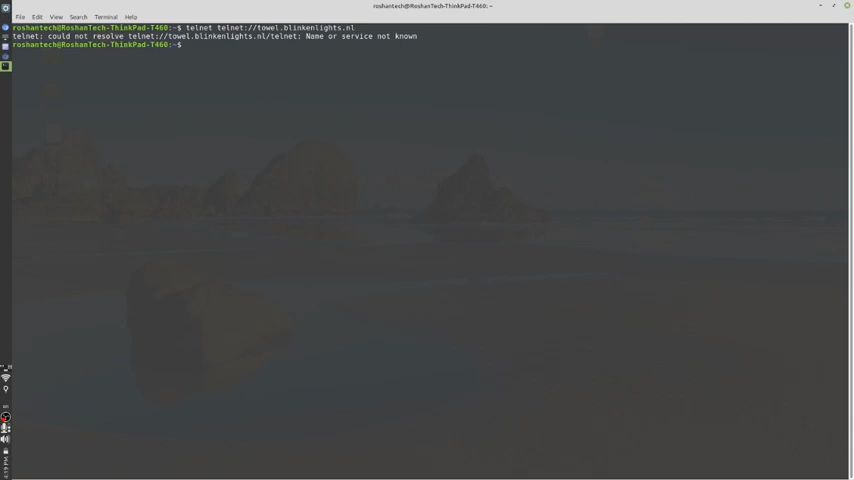 roshantech@RoshanTech-ThinkPad-T460: ~
File Edit View Search Terminal Help
roshantech@RoshanTech-ThinkPad-T460:~$ telnet telnet://towel.blinkenlights.nl
telnet: could not resolve telnet://towel.blinkenlights.nl/telnet: Name or service not known
roshantech@RoshanTech-ThinkPad-T460:~$